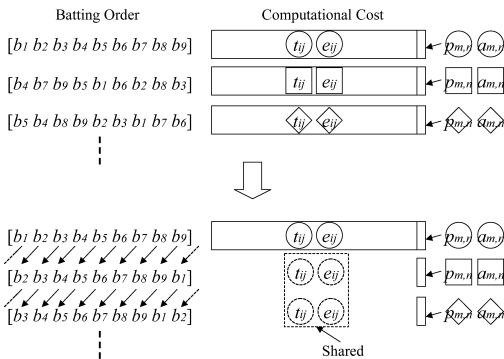 Batting Order Computational Cost
[b1 b2 b3 b4 b5 b6 b7 b8 b9] tij eij pm,n am,n
[b4 b7 b9 b5 b1 b6 b2 b8 b3] tij eij pm,n am,n
[b5 b4 b8 b9 b2 b3 b1 b7 b6] tij eij pm,n am,n
[b1 b2 b3 b4 b5 b6 b7 b8 b9] tij eij pm,n am,n
[b2 b3 b4 b5 b6 b7 b8 b9 b1] tij eij pm,n am,n
[b3 b4 b5 b6 b7 b8 b9 b1 b2] tij eij pm,n am,n
Shared